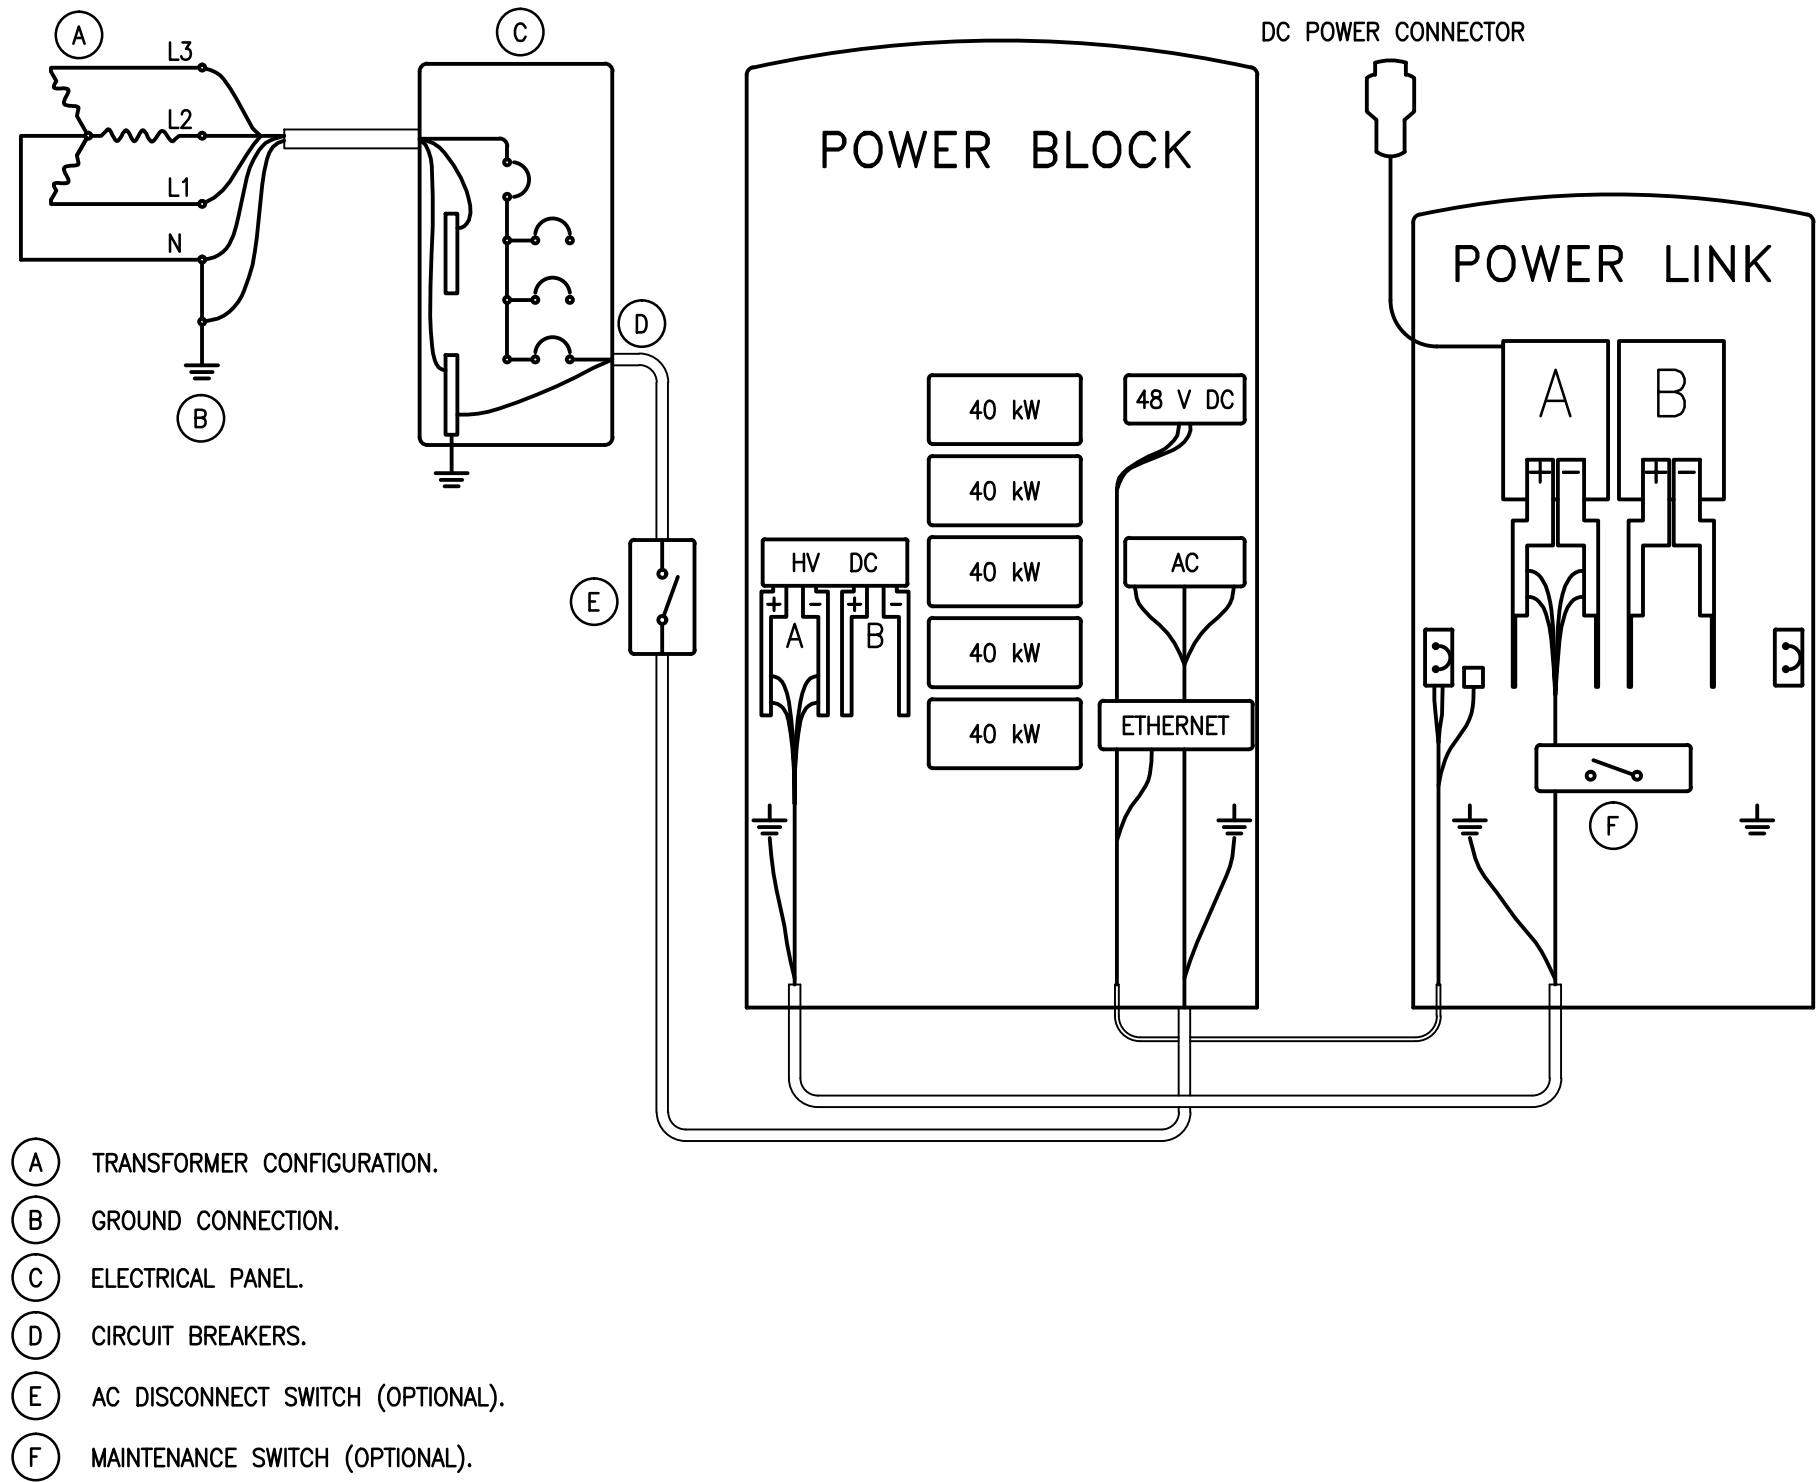 A
L3
L2
L1
N
B
C
D
E
POWER BLOCK
40 kW
40 kW
40 kW
40 kW
40 kW
48 V DC
HV DC
+ - + -
A B
AC
ETHERNET
DC POWER CONNECTOR
POWER LINK
A B
+ - + -
F
A TRANSFORMER CONFIGURATION.
B GROUND CONNECTION.
C ELECTRICAL PANEL.
D CIRCUIT BREAKERS.
E AC DISCONNECT SWITCH (OPTIONAL).
F MAINTENANCE SWITCH (OPTIONAL).